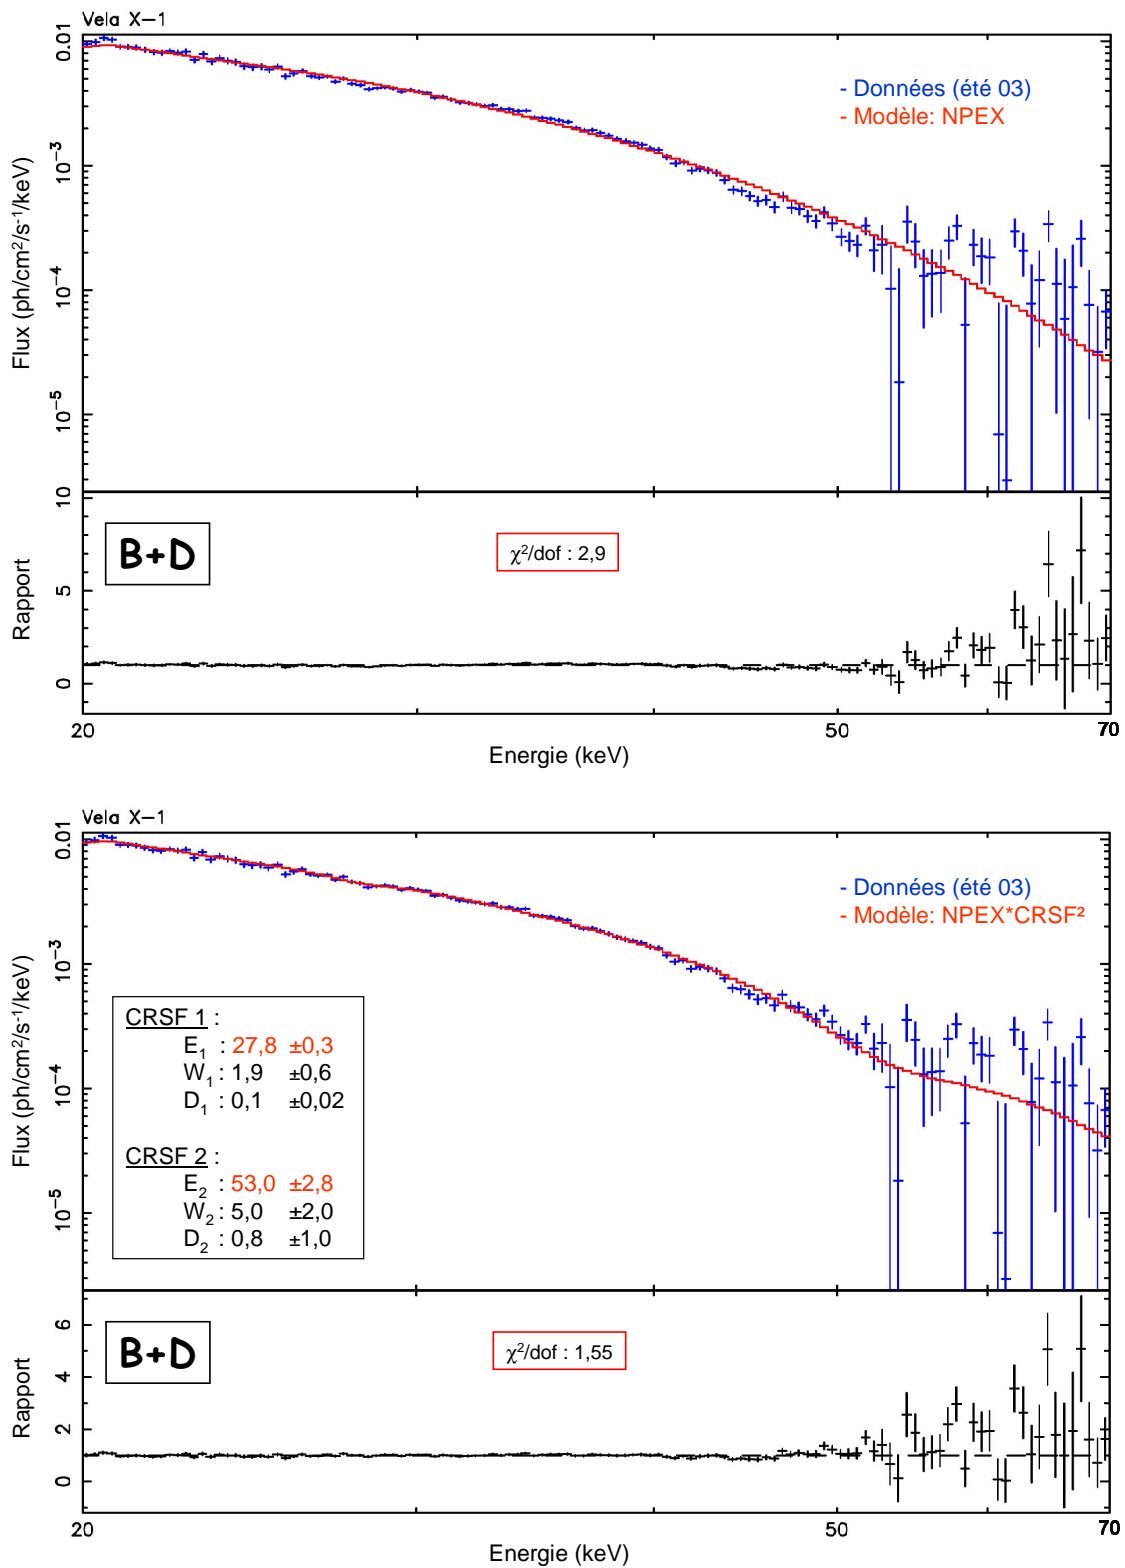 Vela X-1
0.01
10⁻³
10⁻⁴
10⁻⁵
Flux (ph/cm²/s⁻¹/keV)
- Données (été 03)
- Modèle: NPEX
10
5
0
Rapport
B+D
χ²/dof : 2,9
20
50
70
Energie (keV)
Vela X-1
0.01
10⁻³
10⁻⁴
10⁻⁵
Flux (ph/cm²/s⁻¹/keV)
- Données (été 03)
- Modèle: NPEX*CRSF²
CRSF 1 :
E₁ : 27,8 ±0,3
W₁ : 1,9 ±0,6
D₁ : 0,1 ±0,02
CRSF 2 :
E₂ : 53,0 ±2,8
W₂ : 5,0 ±2,0
D₂ : 0,8 ±1,0
6
4
2
0
Rapport
B+D
χ²/dof : 1,55
20
50
70
Energie (keV)